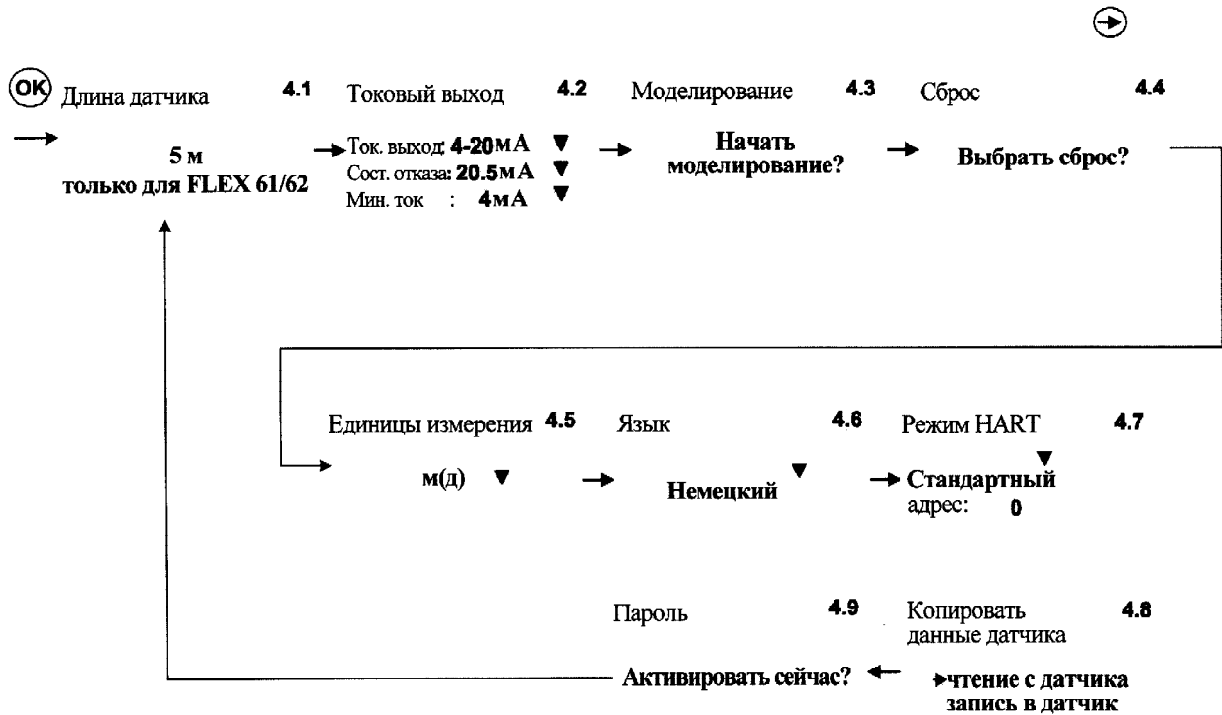 OK Длина датчика 4.1 Токовый выход 4.2 Моделирование 4.3 Сброс 4.4
5 м
только для FLEX 61/62
Ток. выход: 4-20мА
Сост. отказа: 20.5мА
Мин. ток : 4мА
Начать
моделирование?
Выбрать сброс?
Единицы измерения 4.5 Язык 4.6 Режим HART 4.7
м(д)
Немецкий
Стандартный
адрес: 0
Пароль 4.9 Копировать 4.8
данные датчика
Активировать сейчас?
чтение с датчика
запись в датчик